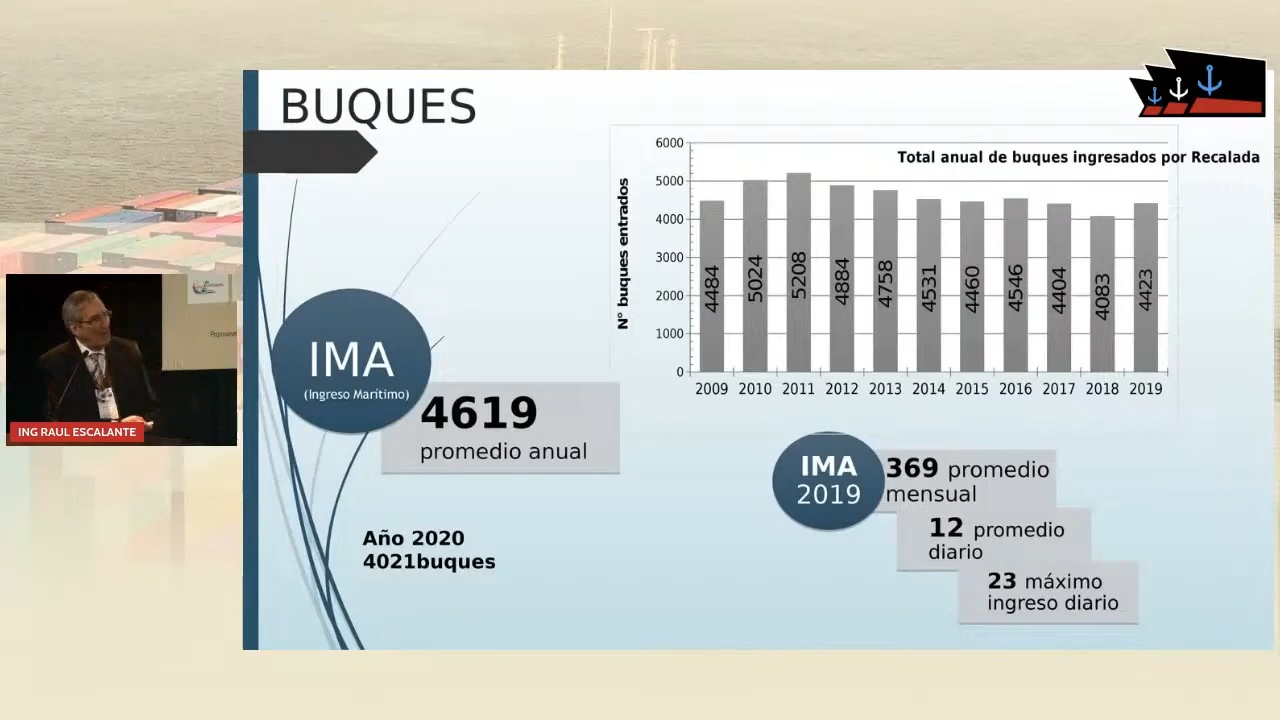 BUQUES
Total anual de buques ingresados por Recalada
N° buques entrados
6000
5000
4000
3000
2000
1000
0
4484
5024
5208
4884
4758
4531
4460
4546
4404
4083
4423
2009 2010 2011 2012 2013 2014 2015 2016 2017 2018 2019
IMA
(Ingreso Marítimo)
4619
promedio anual
Año 2020
4021buques
IMA
2019
369 promedio
mensual
12 promedio
diario
23 máximo
ingreso diario
ING RAUL ESCALANTE